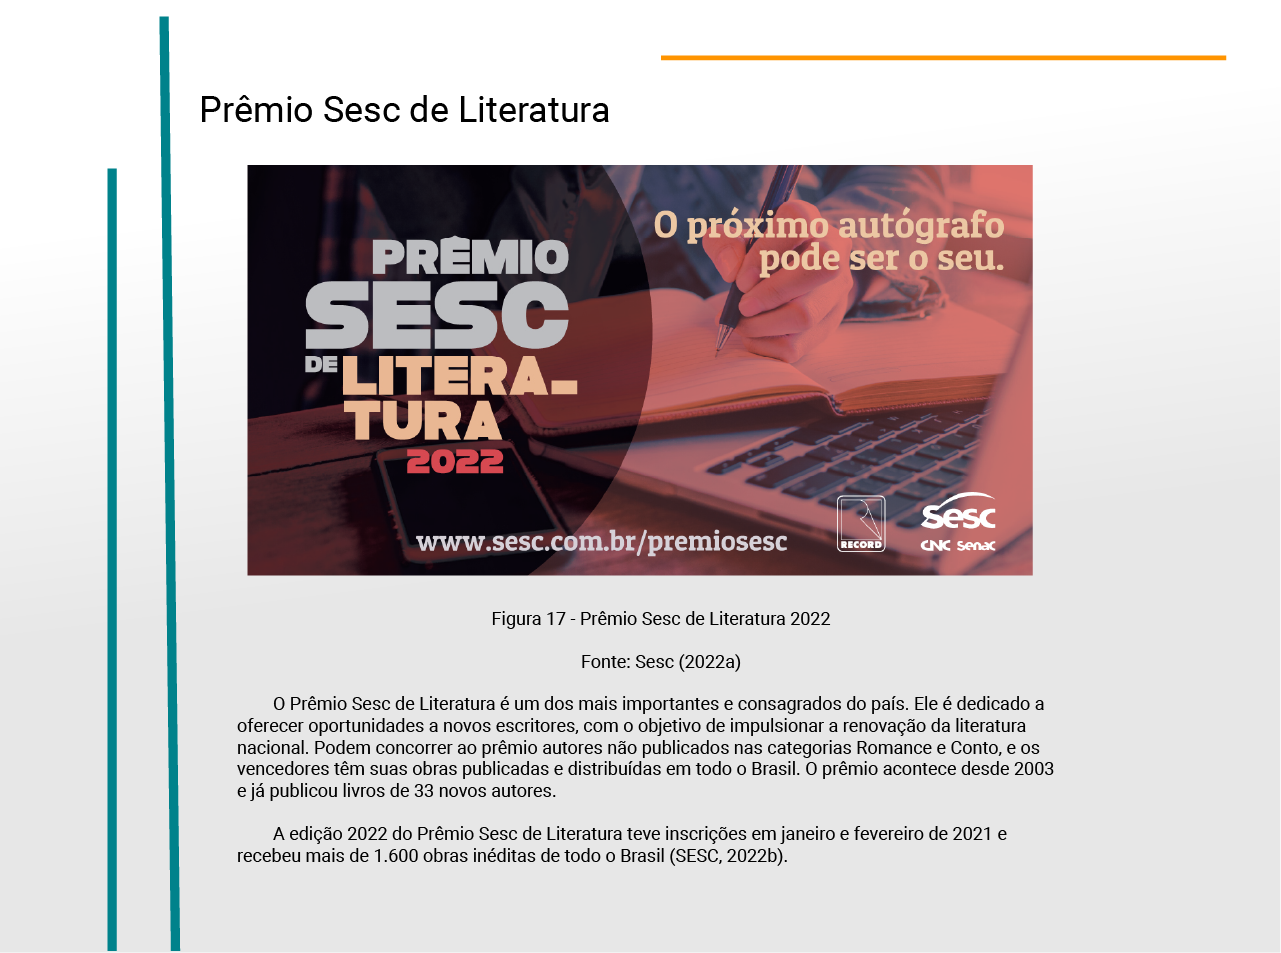 Prêmio Sesc de Literatura
O próximo autógrafo
pode ser o seu.
PRÊMIO
SESC
DE LITERA_
TURA
2022
www.sesc.com.br/premiosesc
RECORD
Sesc
CNC Senac
Figura 17 - Prêmio Sesc de Literatura 2022
Fonte: Sesc (2022a)
O Prêmio Sesc de Literatura é um dos mais importantes e consagrados do país. Ele é dedicado a
oferecer oportunidades a novos escritores, com o objetivo de impulsionar a renovação da literatura
nacional. Podem concorrer ao prêmio autores não publicados nas categorias Romance e Conto, e os
vencedores têm suas obras publicadas e distribuídas em todo o Brasil. O prêmio acontece desde 2003
e já publicou livros de 33 novos autores.
A edição 2022 do Prêmio Sesc de Literatura teve inscrições em janeiro e fevereiro de 2021 e
recebeu mais de 1.600 obras inéditas de todo o Brasil (SESC, 2022b).